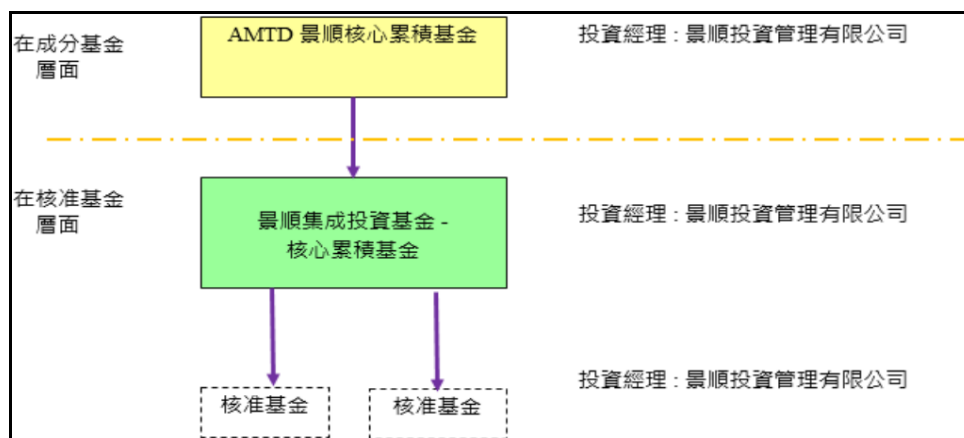 在成分基金
層面
AMTD 景順核心累積基金
投資經理 : 景順投資管理有限公司
在核准基金
層面
景順集成投資基金 -
核心累積基金
投資經理 : 景順投資管理有限公司
核准基金
核准基金
投資經理 : 景順投資管理有限公司